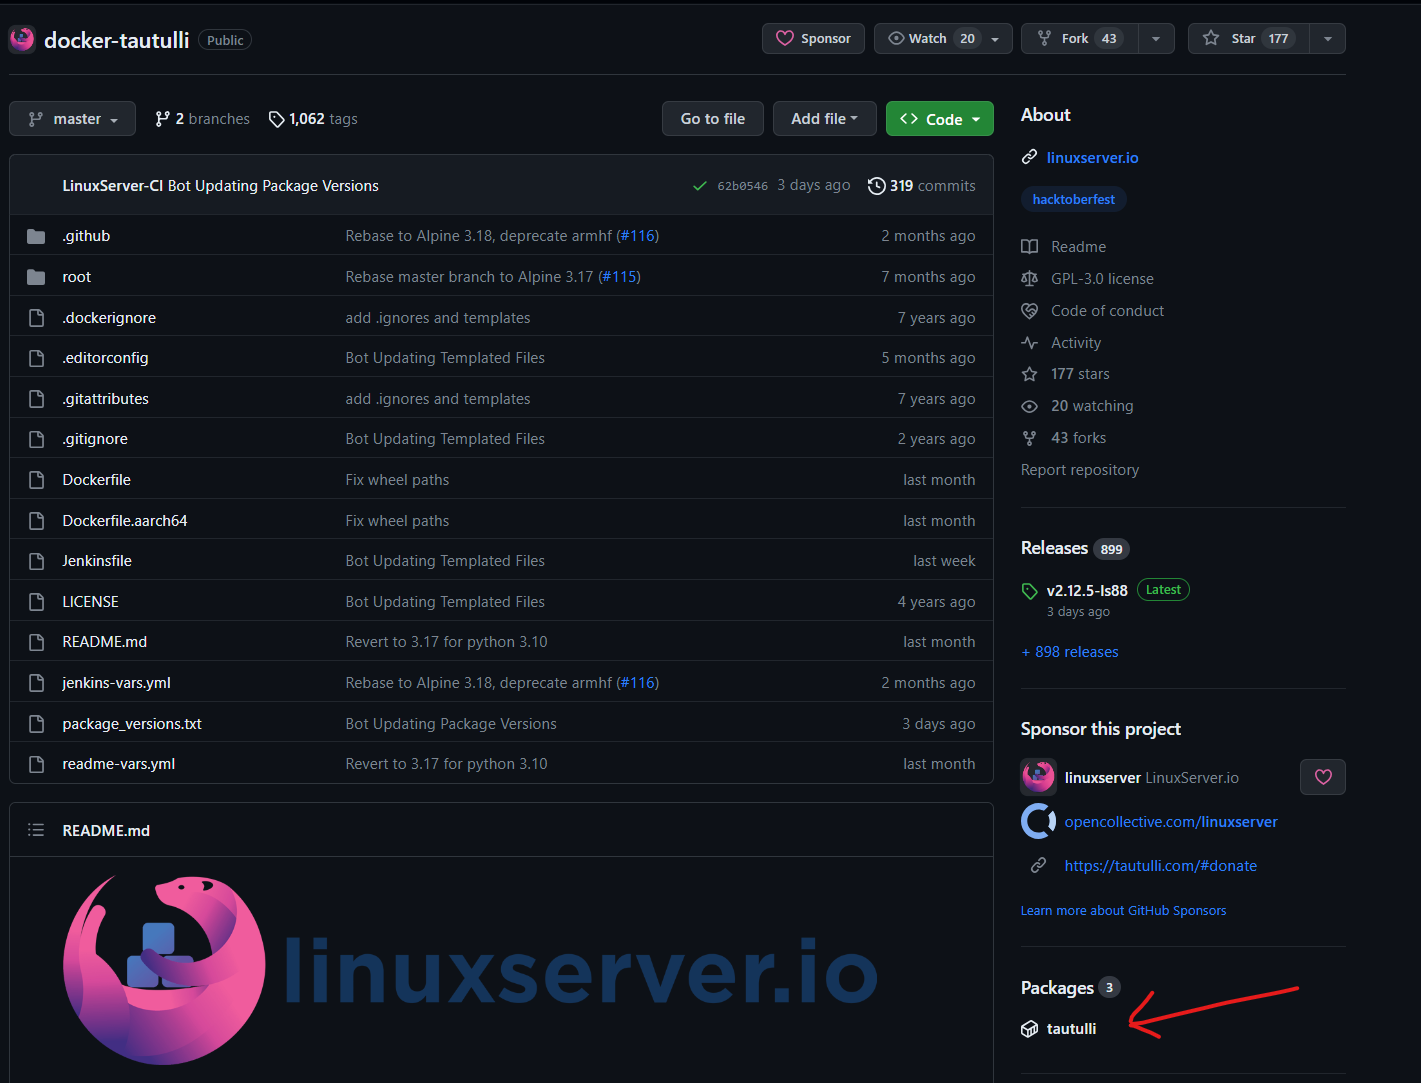 docker-tautulli Public Sponsor Watch 20 Fork 43 Star 177
master 2 branches 1,062 tags Go to file Add file Code
LinuxServer-CI Bot Updating Package Versions 62b0546 3 days ago 319 commits
.github Rebase to Alpine 3.18, deprecate armhf (#116) 2 months ago
root Rebase master branch to Alpine 3.17 (#115) 7 months ago
.dockerignore add .ignores and templates 7 years ago
.editorconfig Bot Updating Templated Files 5 months ago
.gitattributes add .ignores and templates 7 years ago
.gitignore Bot Updating Templated Files 2 years ago
Dockerfile Fix wheel paths last month
Dockerfile.aarch64 Fix wheel paths last month
Jenkinsfile Bot Updating Templated Files last week
LICENSE Bot Updating Templated Files 4 years ago
README.md Revert to 3.17 for python 3.10 last month
jenkins-vars.yml Rebase to Alpine 3.18, deprecate armhf (#116) 2 months ago
package_versions.txt Bot Updating Package Versions 3 days ago
readme-vars.yml Revert to 3.17 for python 3.10 last month
README.md
linuxserver.io
About
linuxserver.io
hacktoberfest
Readme
GPL-3.0 license
Code of conduct
Activity
177 stars
20 watching
43 forks
Report repository
Releases 899
v2.12.5-ls88 Latest
3 days ago
+ 898 releases
Sponsor this project
linuxserver LinuxServer.io
opencollective.com/linuxserver
https://tautulli.com/#donate
Learn more about GitHub Sponsors
Packages 3
tautulli